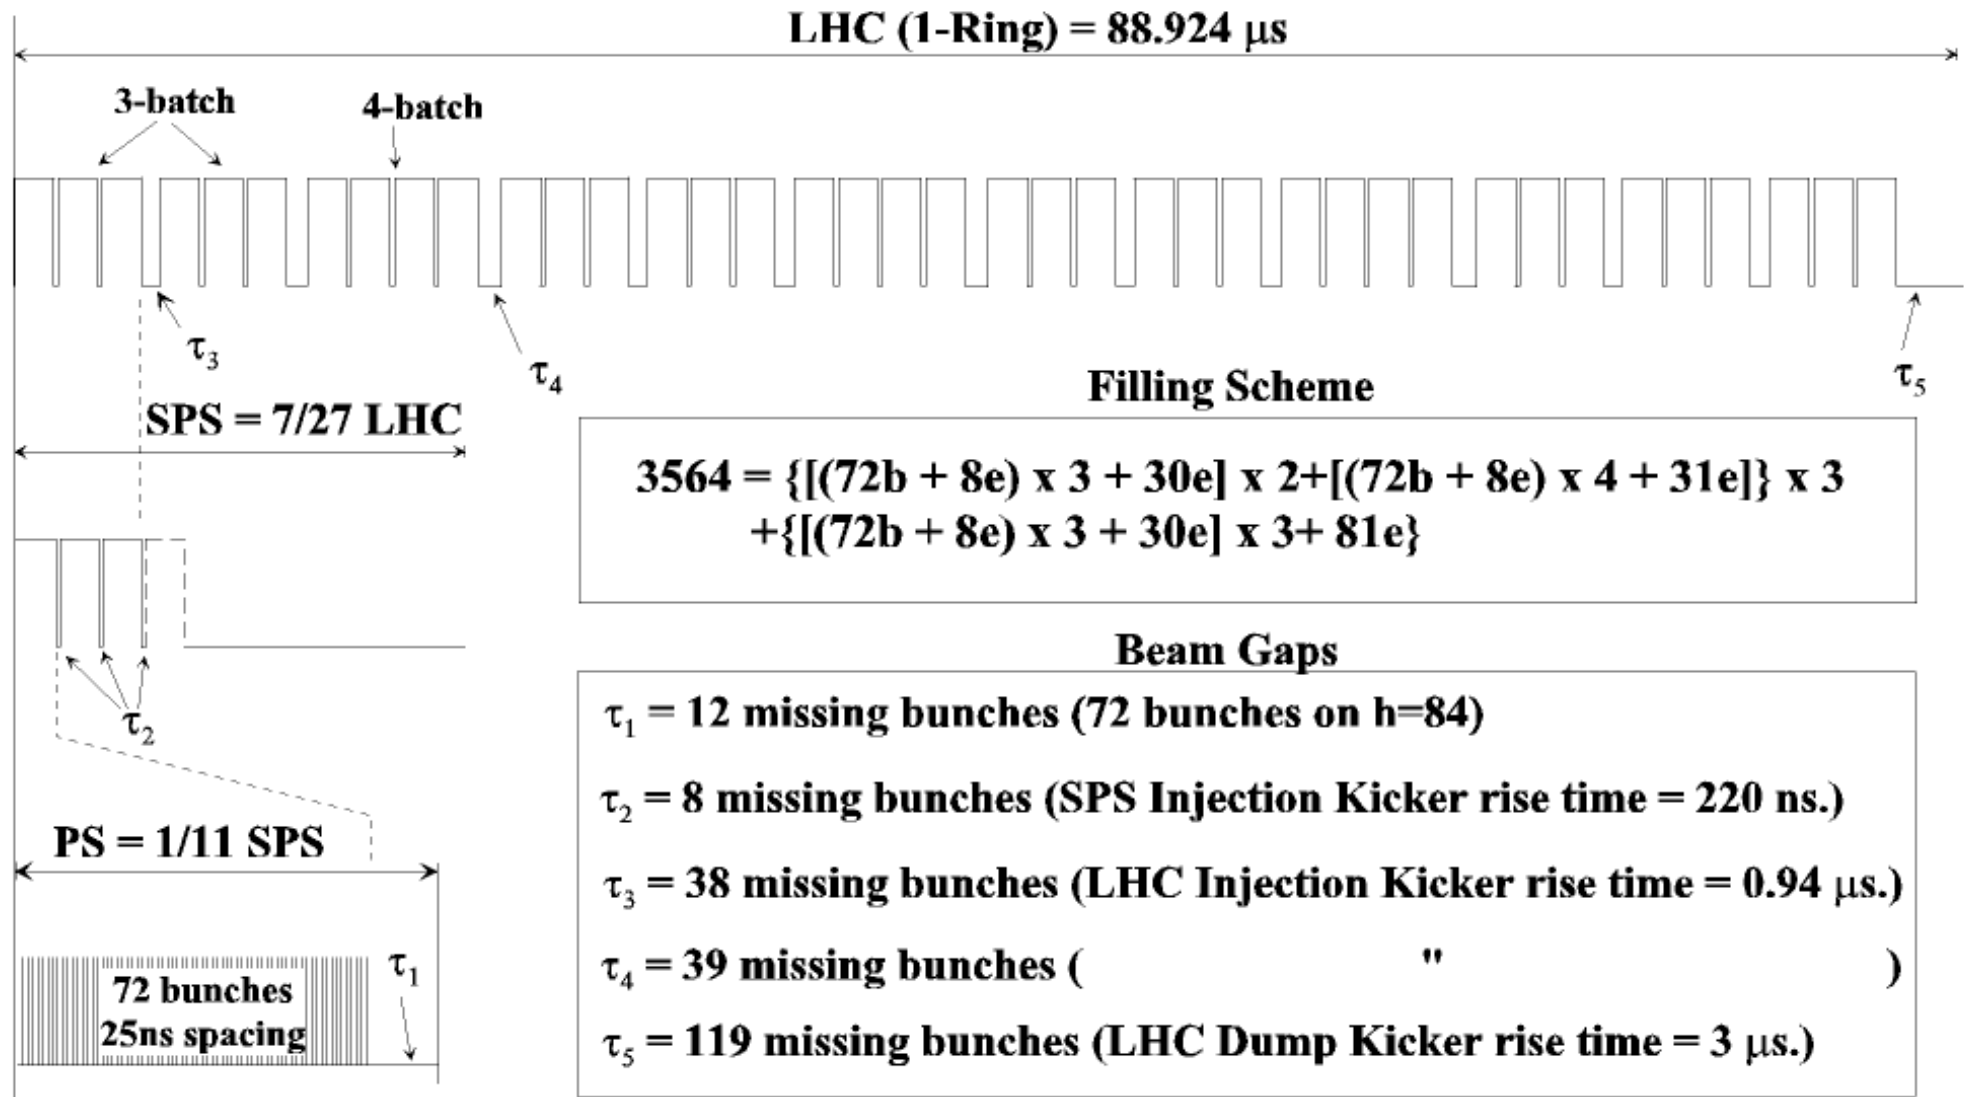 LHC (1-Ring) = 88.924 µs
3-batch
4-batch
τ3
τ4
τ5
SPS = 7/27 LHC
Filling Scheme
3564 = {[(72b + 8e) x 3 + 30e] x 2+[(72b + 8e) x 4 + 31e]} x 3
+{[(72b + 8e) x 3 + 30e] x 3+ 81e}
τ2
Beam Gaps
τ1 = 12 missing bunches (72 bunches on h=84)
τ2 = 8 missing bunches (SPS Injection Kicker rise time = 220 ns.)
τ3 = 38 missing bunches (LHC Injection Kicker rise time = 0.94 µs.)
τ4 = 39 missing bunches ( " )
τ5 = 119 missing bunches (LHC Dump Kicker rise time = 3 µs.)
PS = 1/11 SPS
72 bunches
25ns spacing
τ1